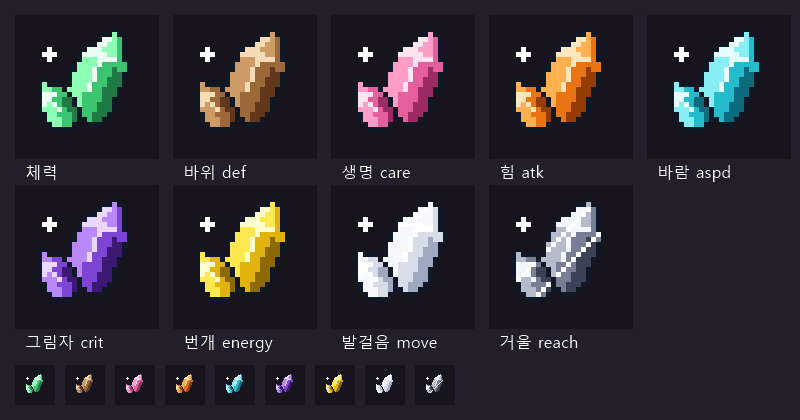 체력
바위 def
생명 care
힘 atk
바람 aspd
그림자 crit
번개 energy
발걸음 move
거울 reach